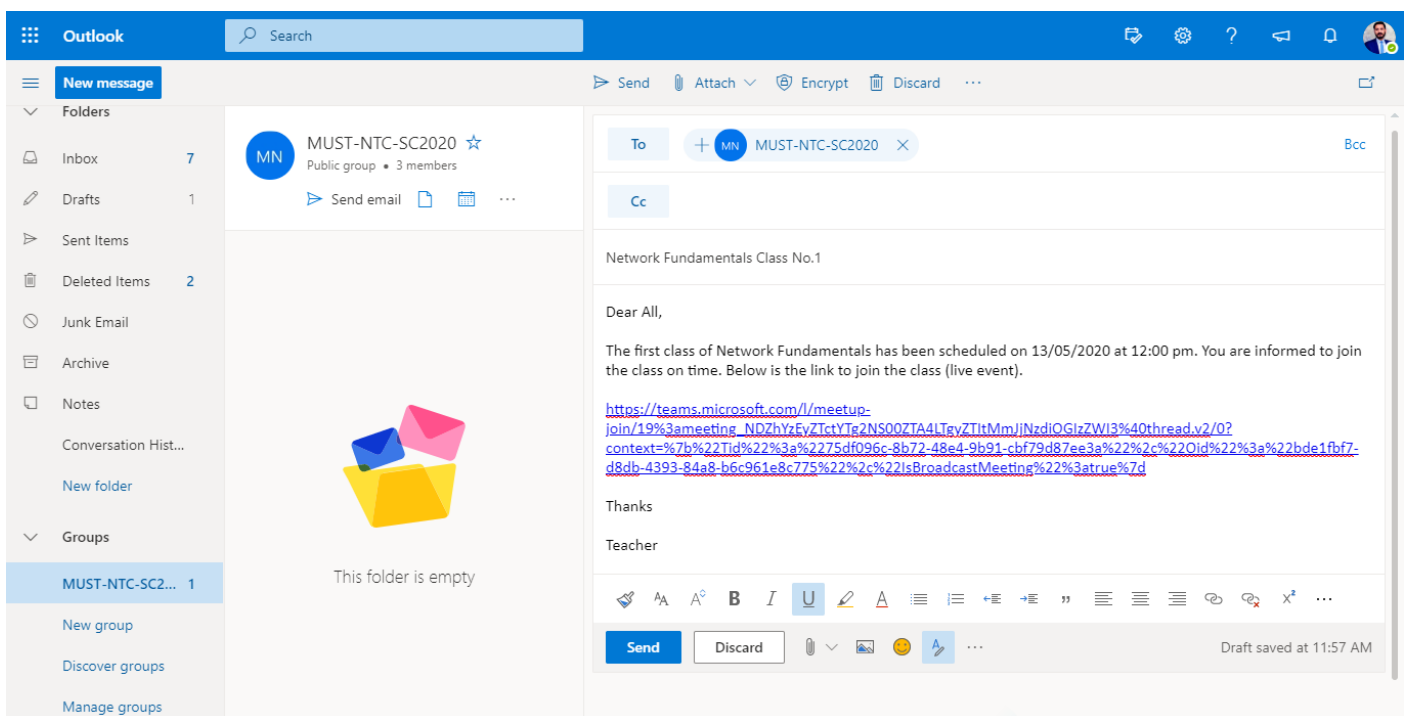 Outlook
Search
New message
Send
Attach
Encrypt
Discard
...
Folders
Inbox 7
Drafts 1
Sent Items
Deleted Items 2
Junk Email
Archive
Notes
Conversation Hist...
New folder
Groups
MUST-NTC-SC2... 1
New group
Discover groups
Manage groups
MN
MUST-NTC-SC2020
Public group • 3 members
Send email
...
This folder is empty
To
MN MUST-NTC-SC2020
Bcc
Cc
Network Fundamentals Class No.1
Dear All,
The first class of Network Fundamentals has been scheduled on 13/05/2020 at 12:00 pm. You are informed to join
the class on time. Below is the link to join the class (live event).
https://teams.microsoft.com/l/meetup-
join/19%3ameeting_NDZhYzEyZTctYTg2NS00ZTA4LTgyZTItMmJjNzdiOGIzZWI3%40thread.v2/0?
context=%7b%22Tid%22%3a%2275df096c-8b72-48e4-9b91-cbf79d87ee3a%22%2c%22Oid%22%3a%22bde1fbf7-
d8db-4393-84a8-b6c961e8c775%22%2c%22IsBroadcastMeeting%22%3atrue%7d
Thanks
Teacher
Send
Discard
...
Draft saved at 11:57 AM